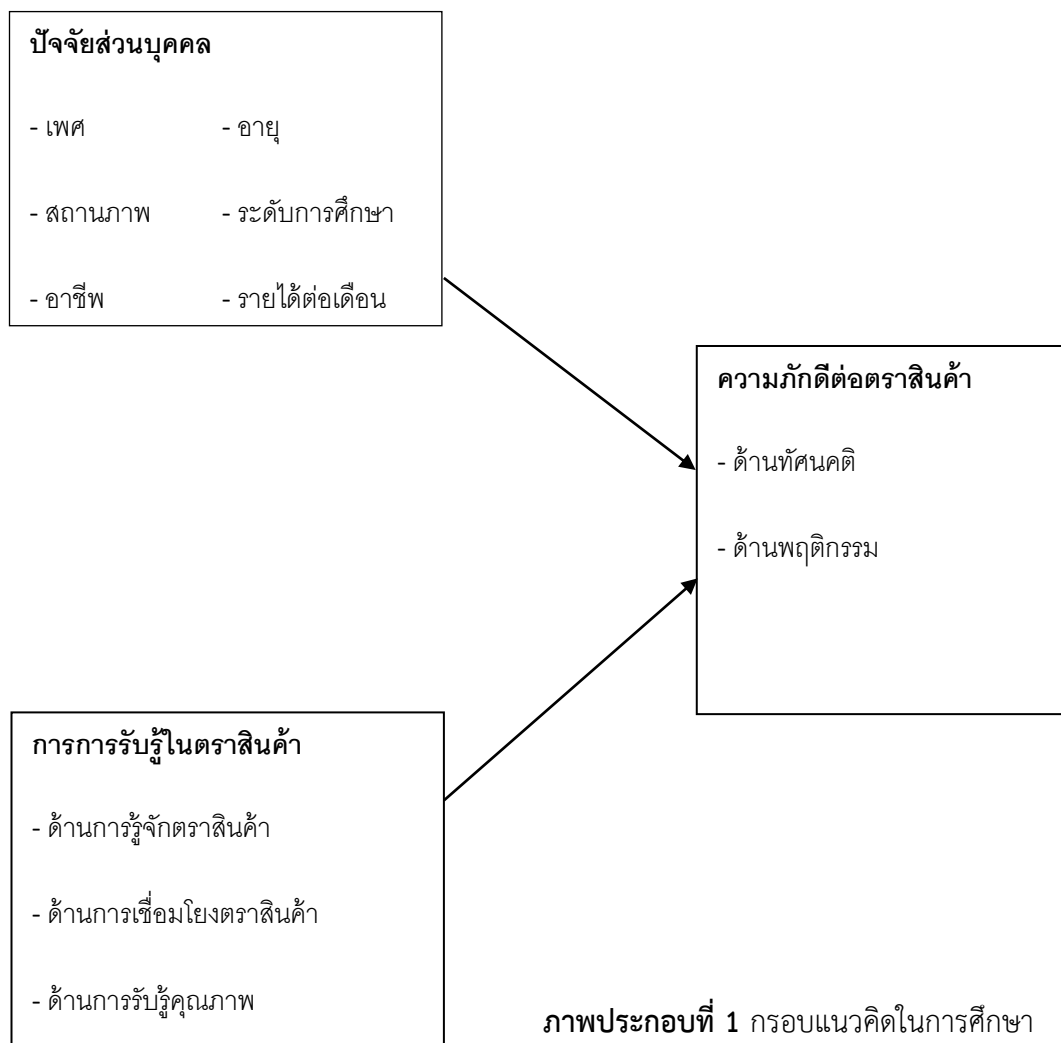 ปัจจัยส่วนบุคคล
- เพศ - อายุ
- สถานภาพ - ระดับการศึกษา
- อาชีพ - รายได้ต่อเดือน
ความภักดีต่อตราสินค้า
- ด้านทัศนคติ
- ด้านพฤติกรรม
การการรับรู้ในตราสินค้า
- ด้านการรู้จักตราสินค้า
- ด้านการเชื่อมโยงตราสินค้า
- ด้านการรับรู้คุณภาพ
ภาพประกอบที่ 1 กรอบแนวคิดในการศึกษา